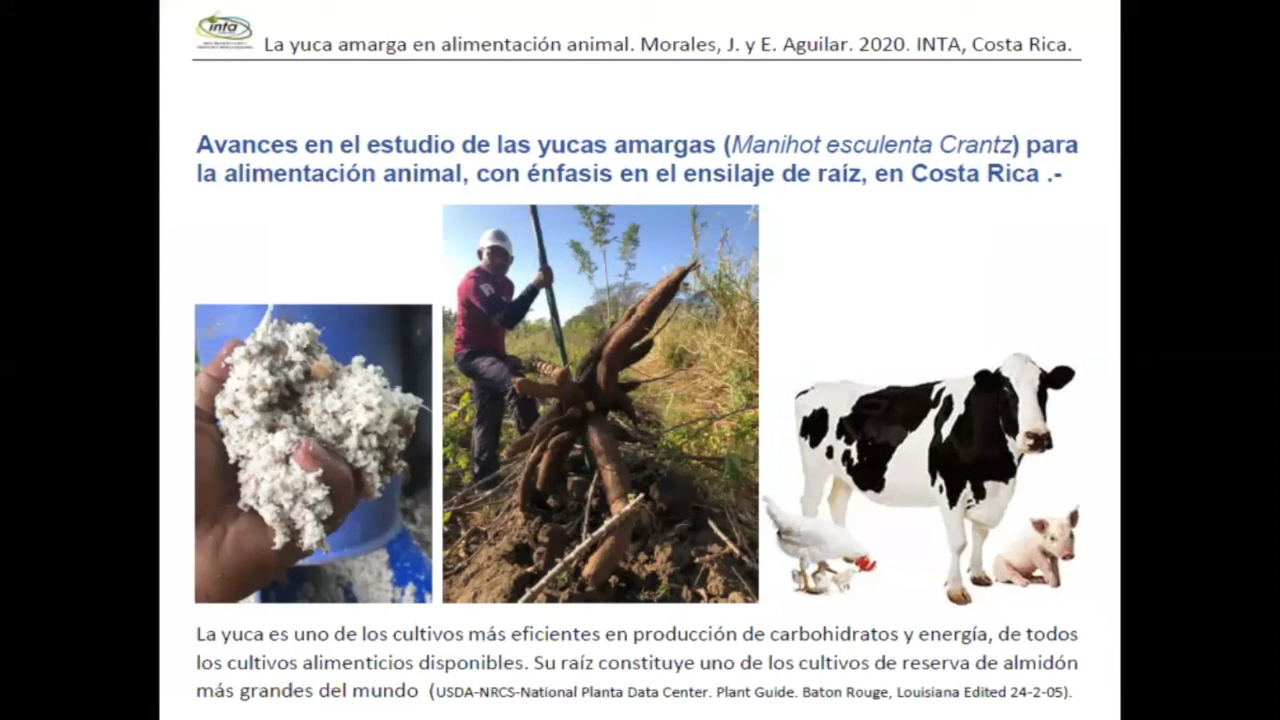 inta
La yuca amarga en alimentación animal. Morales, J. y E. Aguilar. 2020. INTA, Costa Rica.
Avances en el estudio de las yucas amargas (Manihot esculenta Crantz) para
la alimentación animal, con énfasis en el ensilaje de raíz, en Costa Rica .-
La yuca es uno de los cultivos más eficientes en producción de carbohidratos y energía, de todos
los cultivos alimenticios disponibles. Su raíz constituye uno de los cultivos de reserva de almidón
más grandes del mundo (USDA-NRCS-National Planta Data Center. Plant Guide. Baton Rouge, Louisiana Edited 24-2-05).